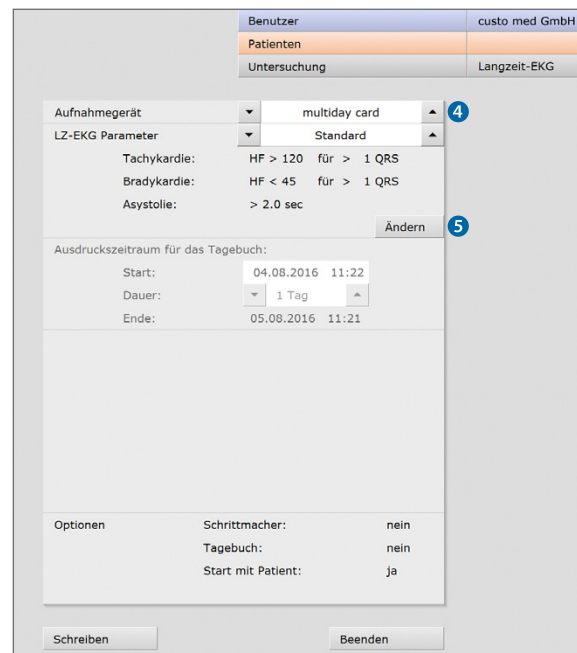 Benutzer custo med GmbH
Patienten
Untersuchung Langzeit-EKG
Aufnahmegerät multiday card 4
LZ-EKG Parameter Standard
Tachykardie: HF > 120 für > 1 QRS
Bradykardie: HF < 45 für > 1 QRS
Asystolie: > 2.0 sec
Ändern 5
Ausdruckszeitraum für das Tagebuch:
Start: 04.08.2016 11:22
Dauer: 1 Tag
Ende: 05.08.2016 11:21
Optionen Schrittmacher: nein
Tagebuch: nein
Start mit Patient: ja
Schreiben Beenden